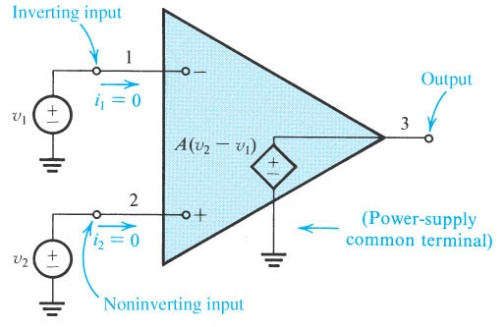 Inverting input
1
i₁ = 0
v₁
+
−
−
Output
3
A(v₂ − v₁)
+
−
2
i₂ = 0
+
v₂
+
−
(Power-supply
common terminal)
Noninverting input